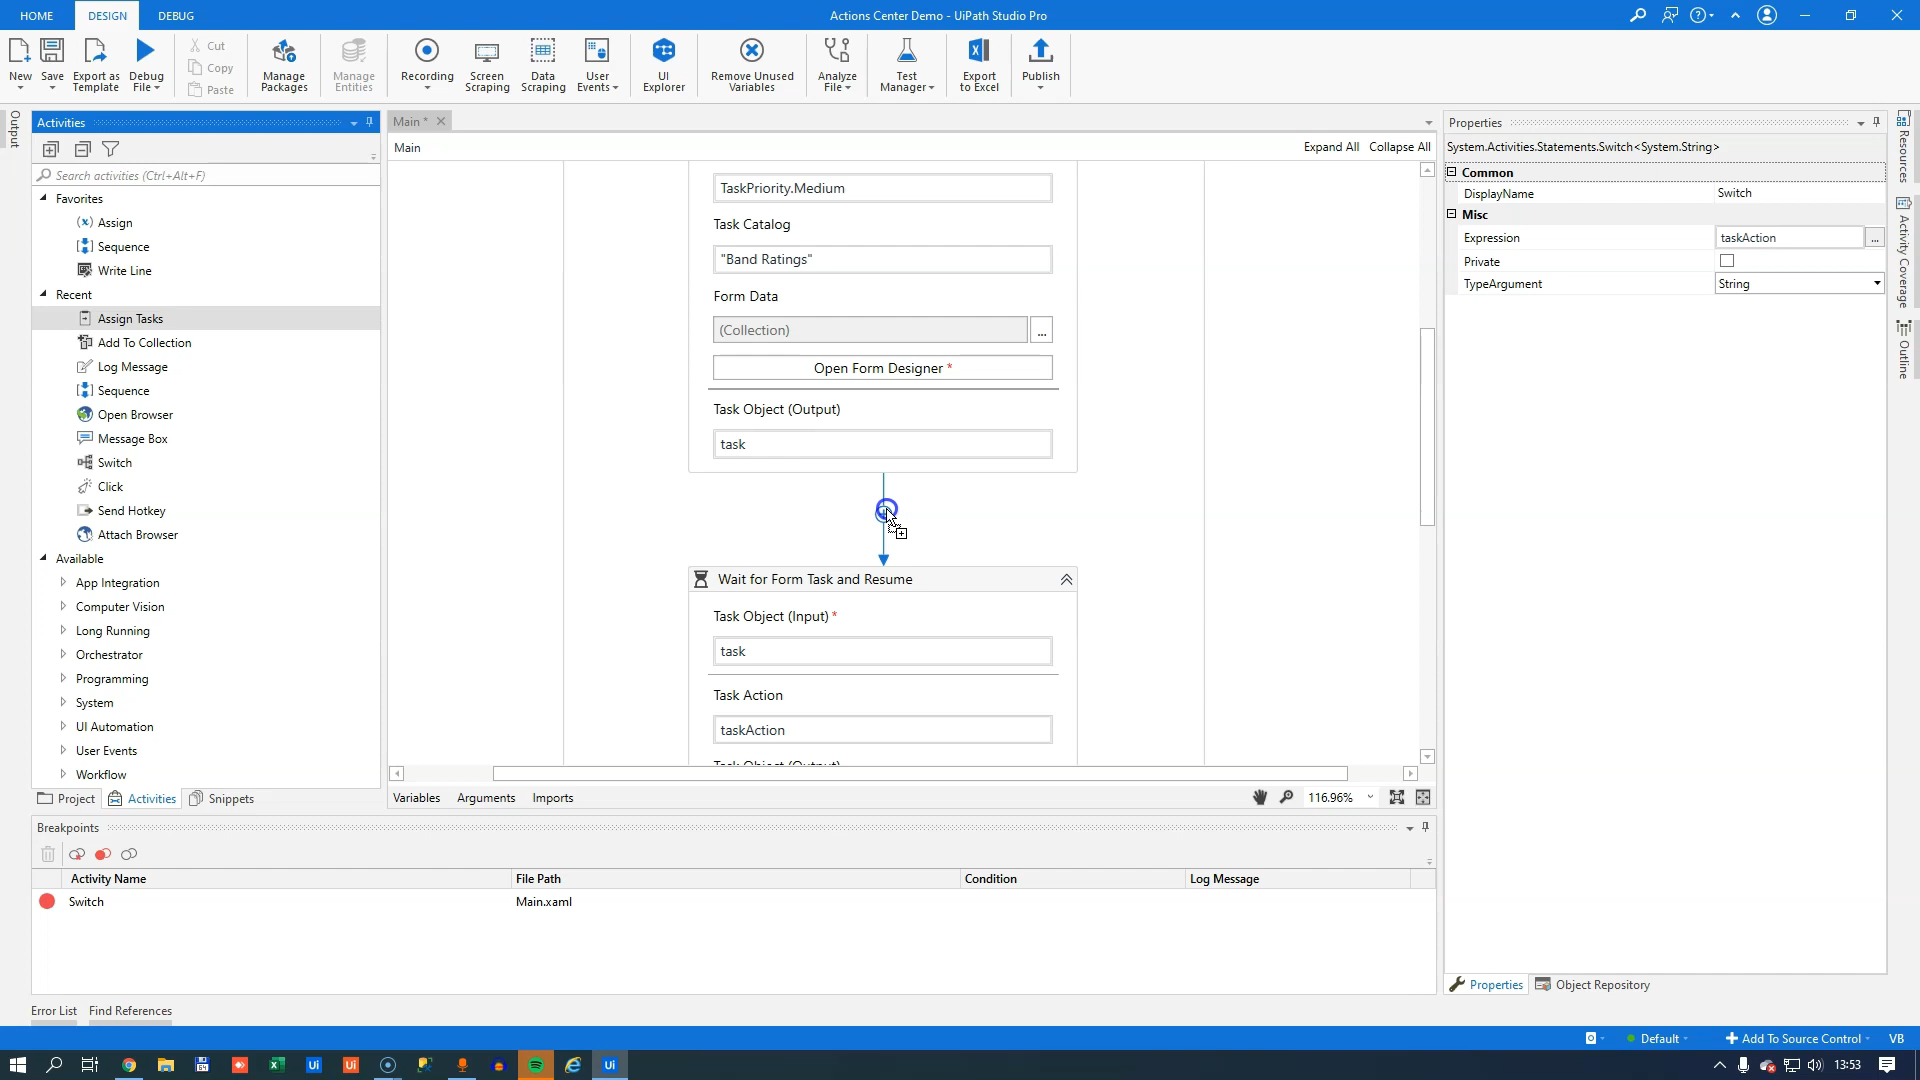 HOME
DESIGN
DEBUG
Actions Center Demo - UiPath Studio Pro
New
Save
Export as Template
Debug File
Cut
Copy
Paste
Manage Packages
Manage Entities
Recording
Screen Scraping
Data Scraping
User Events
UI Explorer
Remove Unused Variables
Analyze File
Test Manager
Export to Excel
Publish
Output
Activities
Search activities (Ctrl+Alt+F)
Favorites
Assign
Sequence
Write Line
Recent
Assign Tasks
Add To Collection
Log Message
Sequence
Open Browser
Message Box
Switch
Click
Send Hotkey
Attach Browser
Available
App Integration
Computer Vision
Long Running
Orchestrator
Programming
System
UI Automation
User Events
Workflow
Project
Activities
Snippets
Main *
Main
Expand All
Collapse All
TaskPriority.Medium
Task Catalog
"Band Ratings"
Form Data
(Collection)
...
Open Form Designer *
Task Object (Output)
task
Wait for Form Task and Resume
Task Object (Input) *
task
Task Action
taskAction
Task Object (Output)
Variables
Arguments
Imports
116.96%
Properties
System.Activities.Statements.Switch<System.String>
Common
DisplayName
Switch
Misc
Expression
taskAction
...
Private
TypeArgument
String
Properties
Object Repository
Resources
Activity Coverage
Outline
Breakpoints
Activity Name
File Path
Condition
Log Message
Switch
Main.xaml
Error List
Find References
Default
Add To Source Control
VB
64
Ui
Ui
Ui
13:53